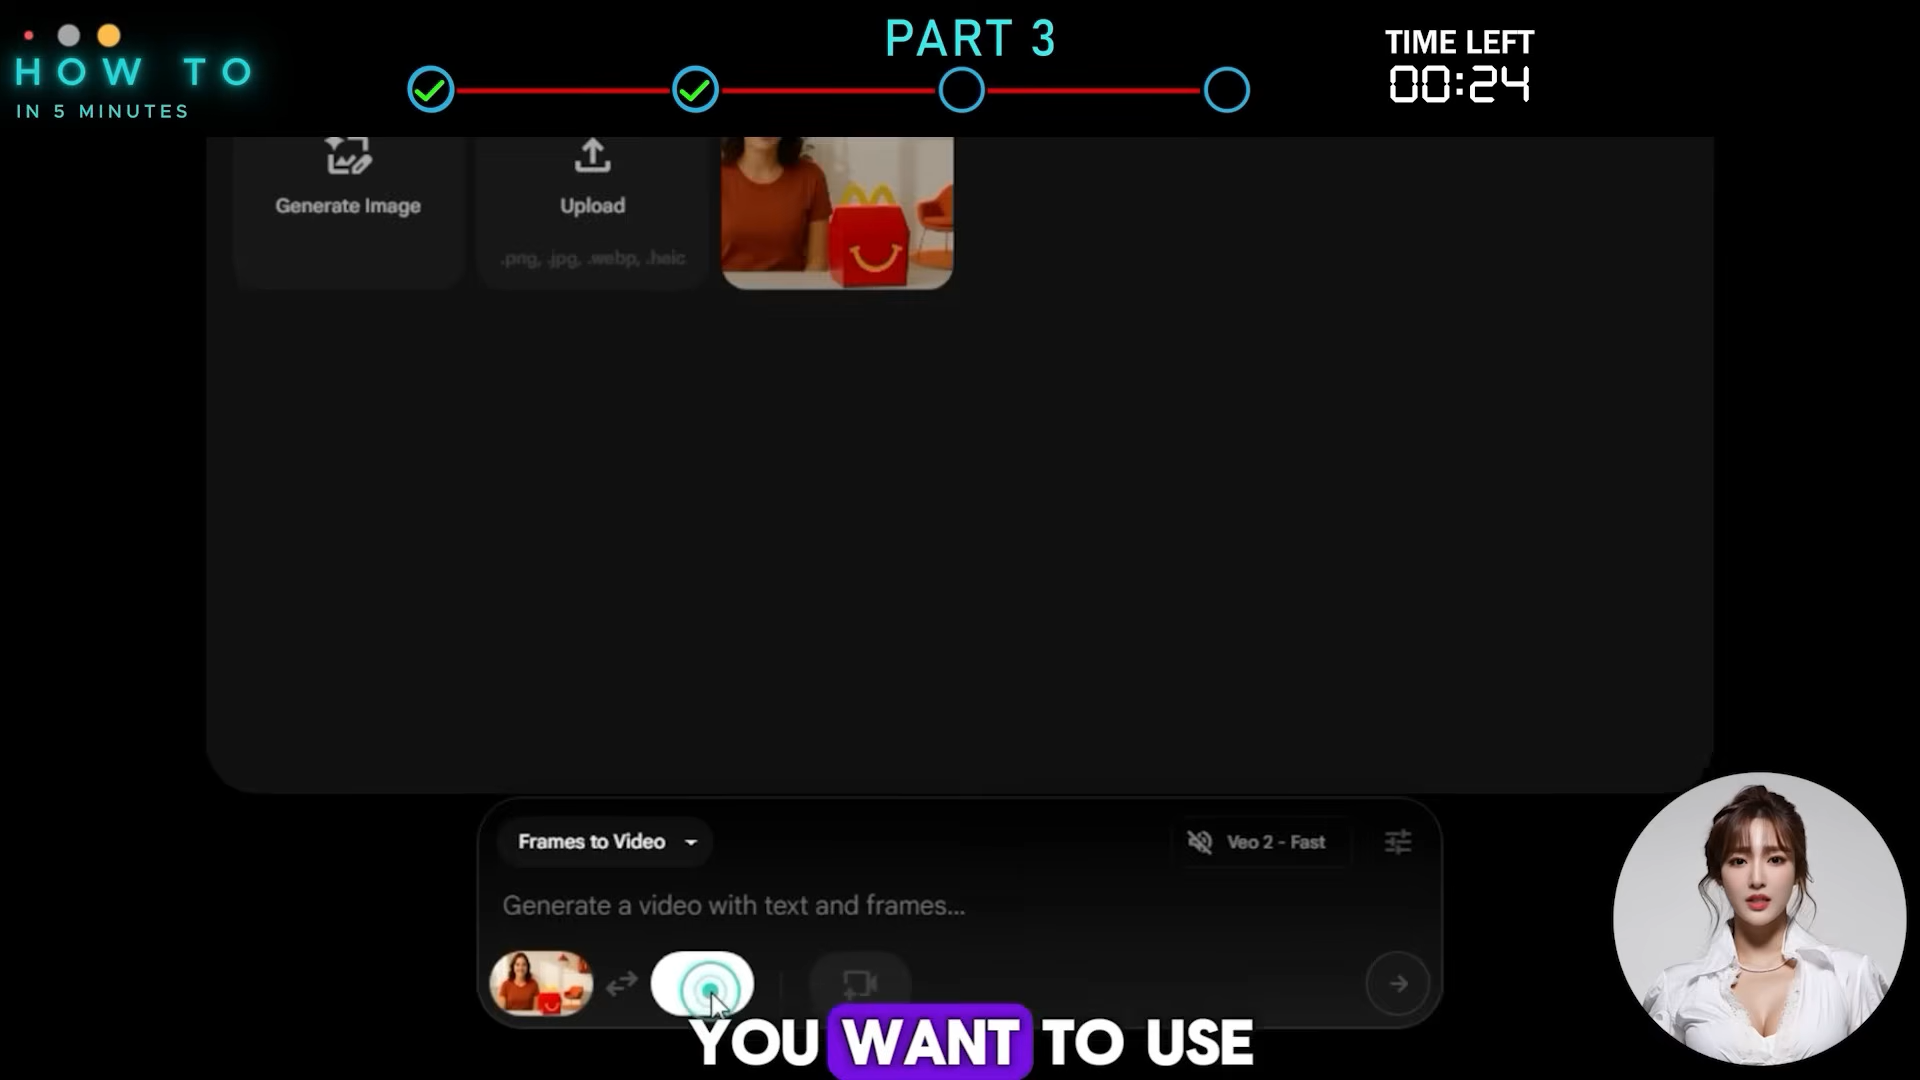 HOW TO
IN 5 MINUTES
PART 3
TIME LEFT
00:24
Generate Image
Upload
.png, .jpg, .webp, .heic
Frames to Video
Veo 2 - Fast
Generate a video with text and frames...
YOU WANT TO USE